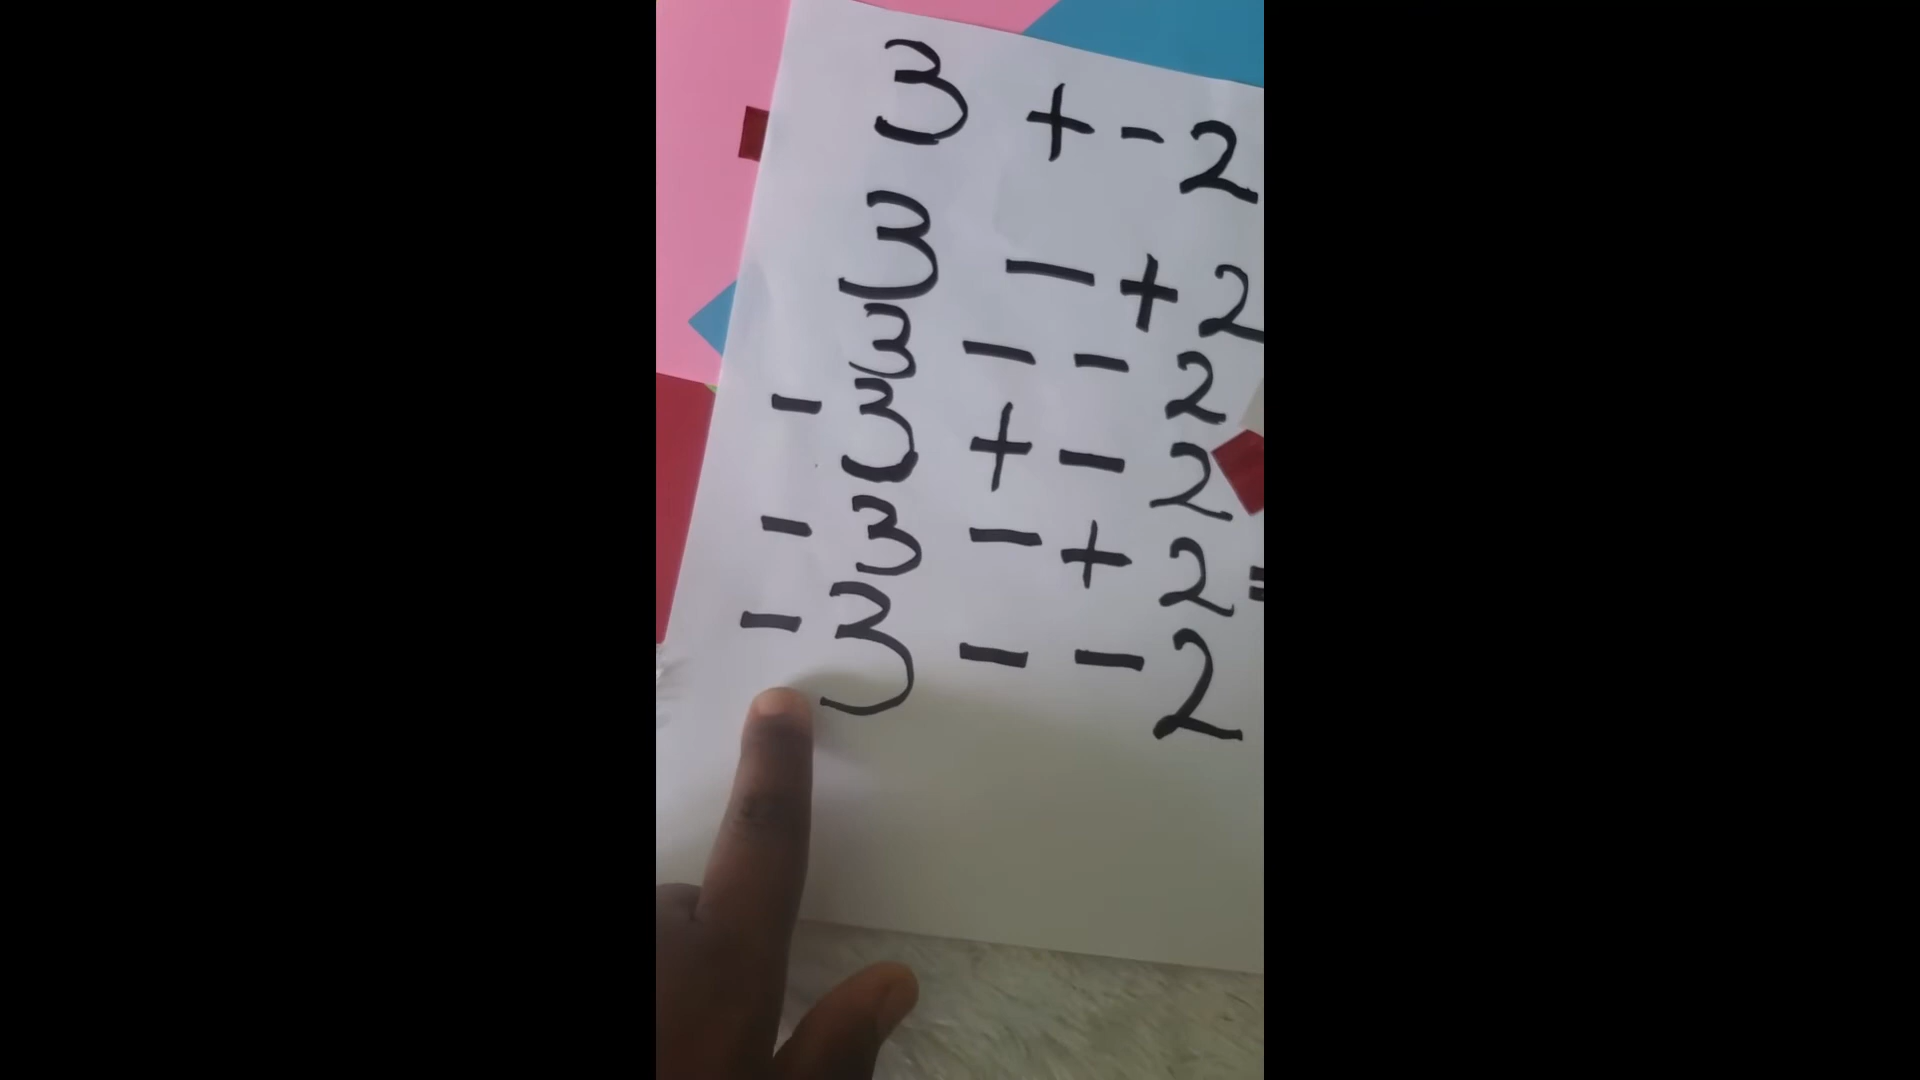 3 + - 2
3 - + 2
3 - - 2
- 3 + - 2
- 3 - + 2 =
- 3 - - 2